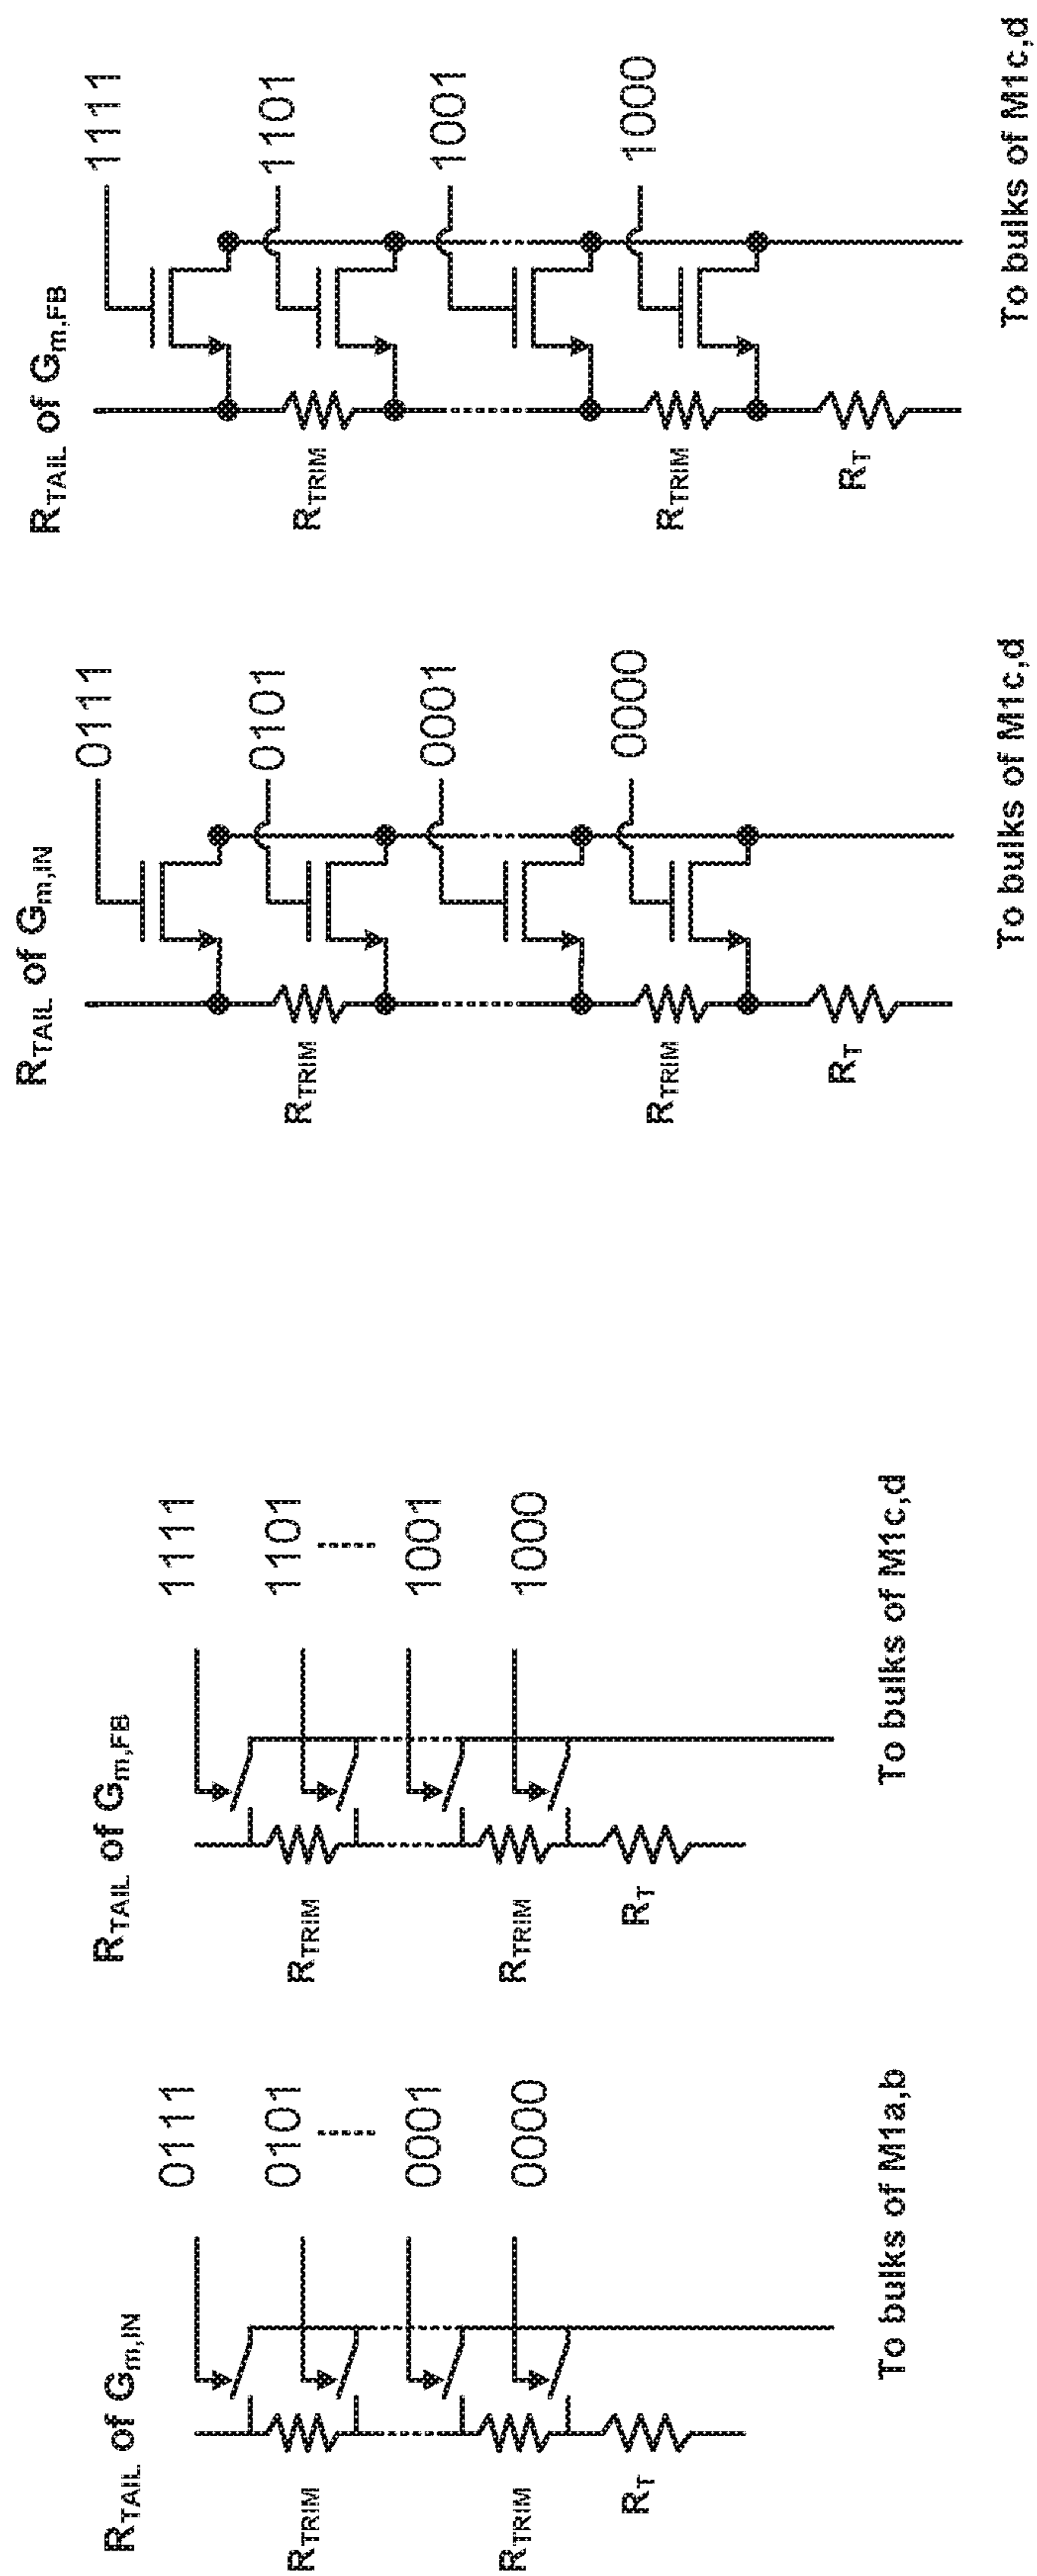 R_TAIL of G_m,IN
0111
0101
0001
0000
R_TRIM
R_TRIM
R_T
To bulks of M1a,b
R_TAIL of G_m,FB
1111
1101
1001
1000
R_TRIM
R_TRIM
R_T
To bulks of M1c,d
R_TAIL of G_m,IN
0111
0101
0001
0000
R_TRIM
R_TRIM
R_T
To bulks of M1c,d
R_TAIL of G_m,FB
1111
1101
1001
1000
R_TRIM
R_TRIM
R_T
To bulks of M1c,d